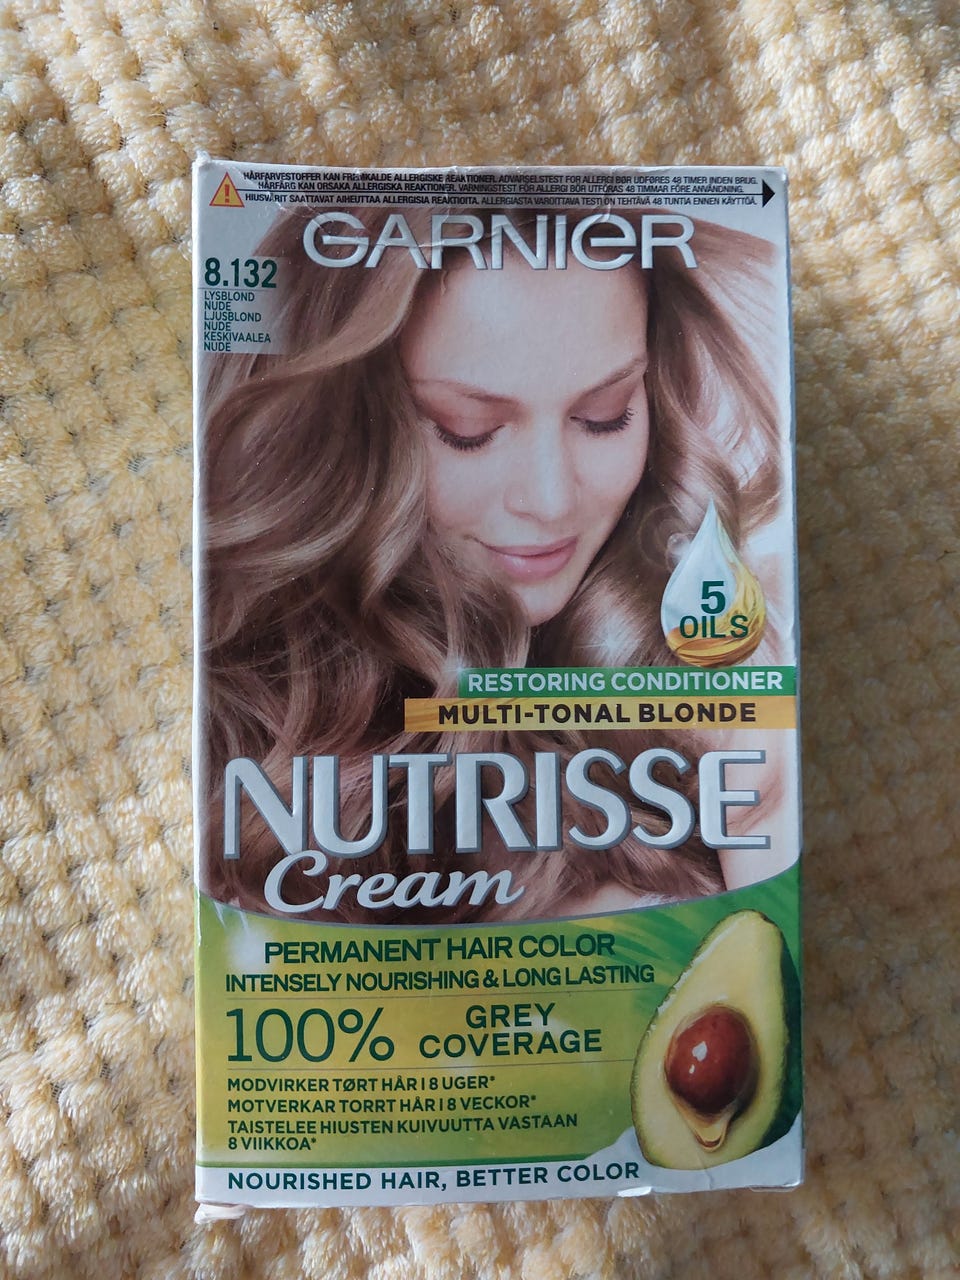 HÅRFARVESTOFFER KAN FREMKALDE ALLERGISKE REAKTIONER. ADVARSELSTEST FOR ALLERGI BØR UDFØRES 48 TIMER INDEN BRUG.
HÅRFÄRG KAN ORSAKA ALLERGISKA REAKTIONER. VARNINGSTEST FÖR ALLERGI BÖR UTFÖRAS 48 TIMMAR FÖRE ANVÄNDNING.
HIUSVÄRIT SAATTAVAT AIHEUTTAA ALLERGISIA REAKTIOITA. ALLERGIASTA VAROITTAVA TESTI ON TEHTÄVÄ 48 TUNTIA ENNEN KÄYTTÖÄ.
GARNIER
8.132
LYSBLOND
NUDE
LJUSBLOND
NUDE
KESKIVAALEA
NUDE
5
OILS
RESTORING CONDITIONER
MULTI-TONAL BLONDE
NUTRISSE
Cream
PERMANENT HAIR COLOR
INTENSELY NOURISHING & LONG LASTING
100% GREY
COVERAGE
MODVIRKER TØRT HÅR I 8 UGER*
MOTVERKAR TORRT HÅR I 8 VECKOR*
TAISTELEE HIUSTEN KUIVUUTTA VASTAAN
8 VIIKKOA*
NOURISHED HAIR, BETTER COLOR